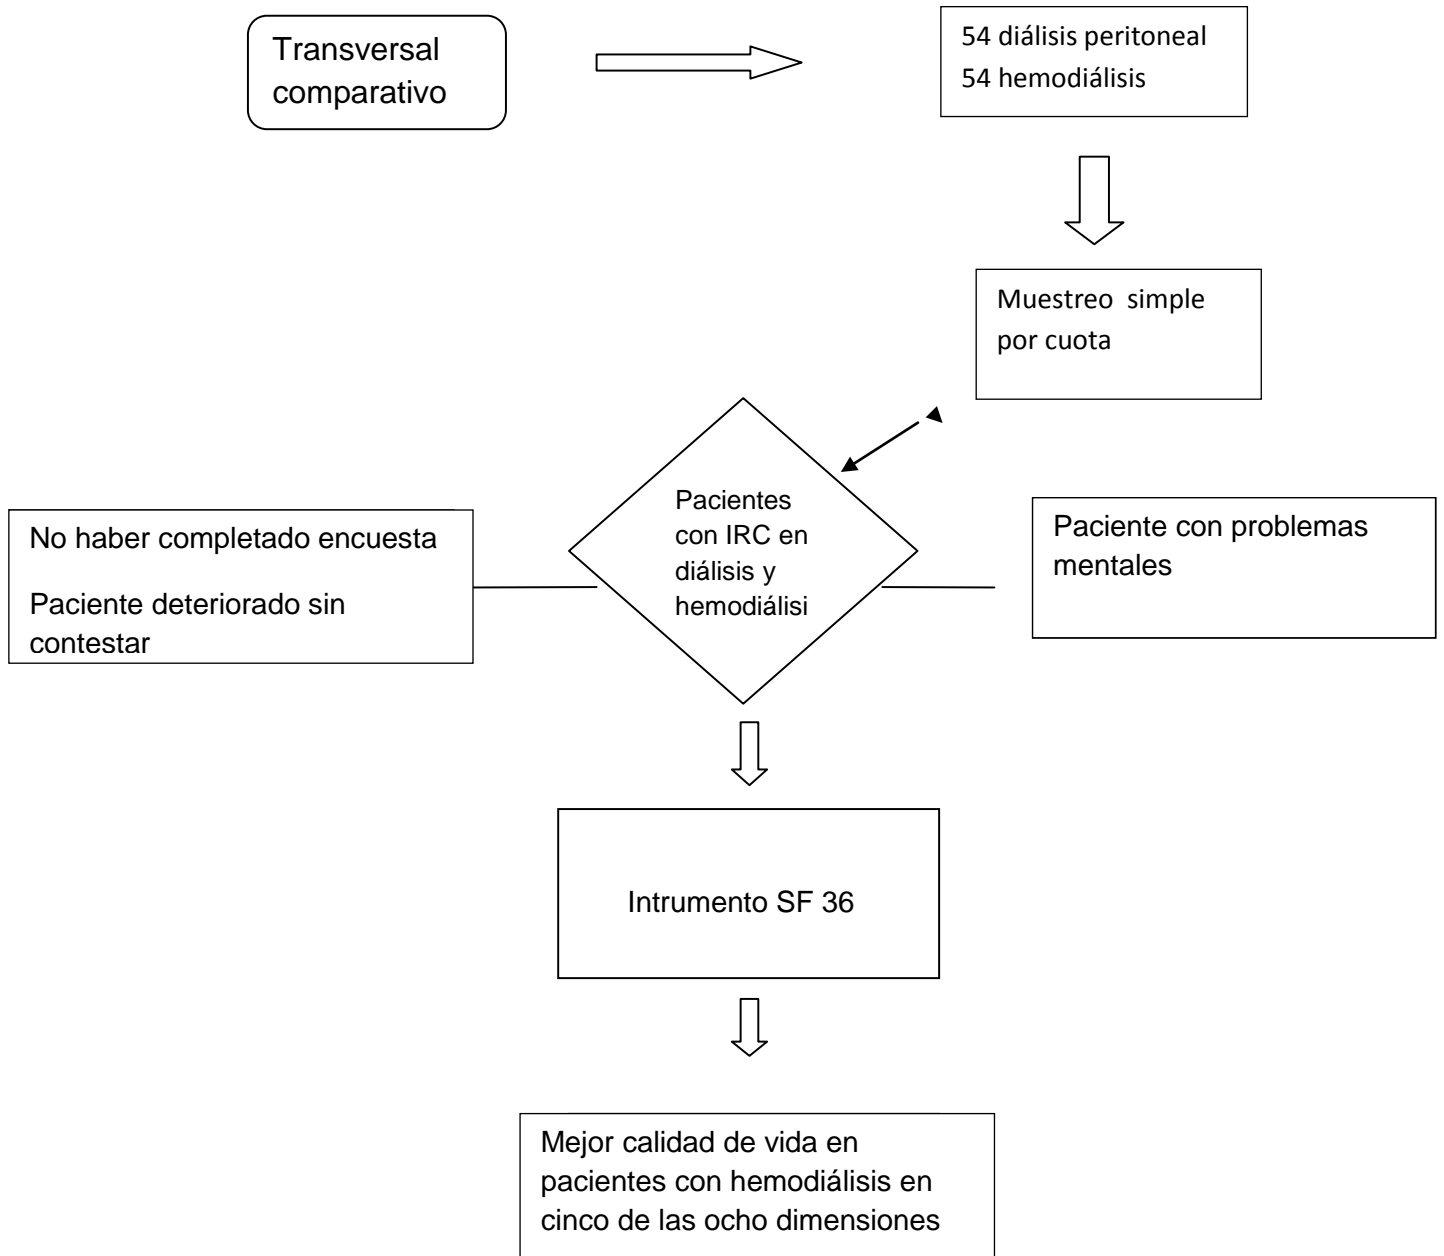 Transversal
comparativo
54 diálisis peritoneal
54 hemodiálisis
Muestreo simple
por cuota
Pacientes
con IRC en
diálisis y
hemodiálisi
No haber completado encuesta
Paciente deteriorado sin
contestar
Paciente con problemas
mentales
Intrumento SF 36
Mejor calidad de vida en
pacientes con hemodiálisis en
cinco de las ocho dimensiones